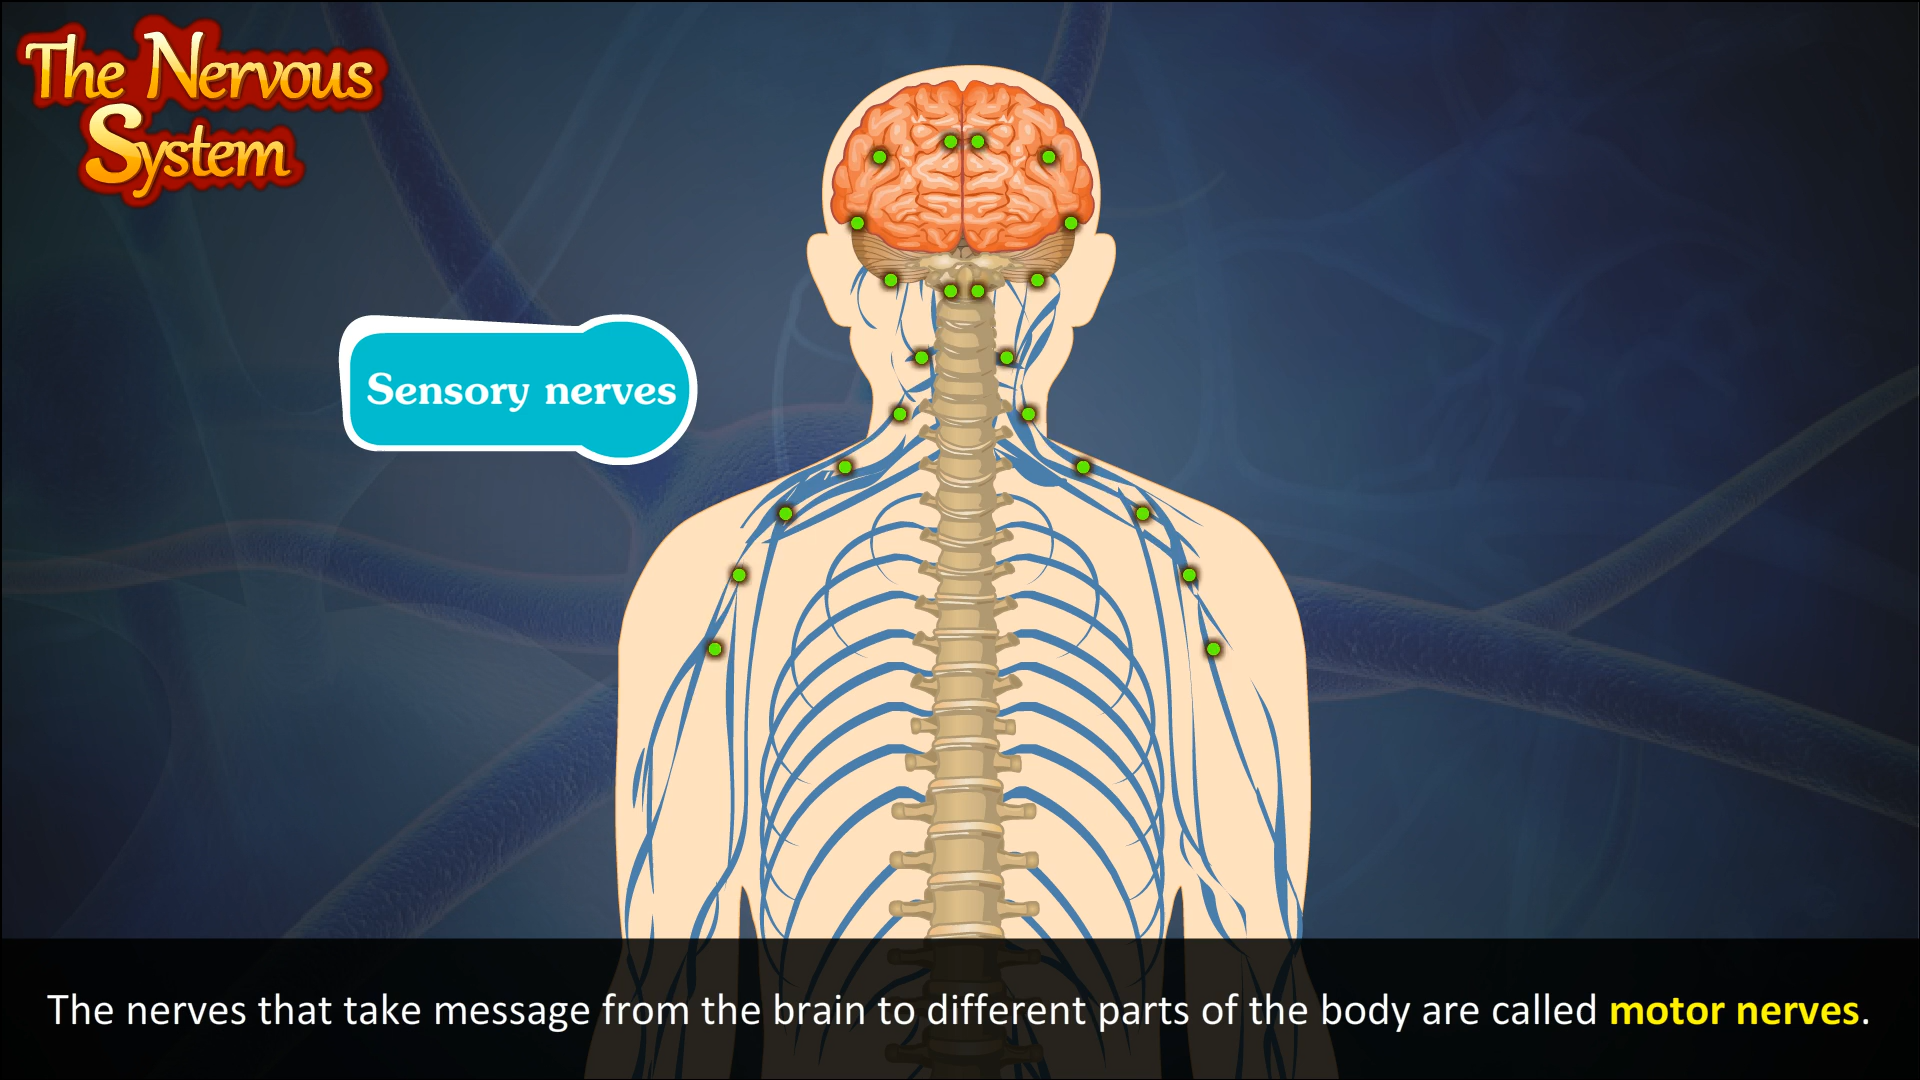 The Nervous
System
Sensory nerves
The nerves that take message from the brain to different parts of the body are called motor nerves.